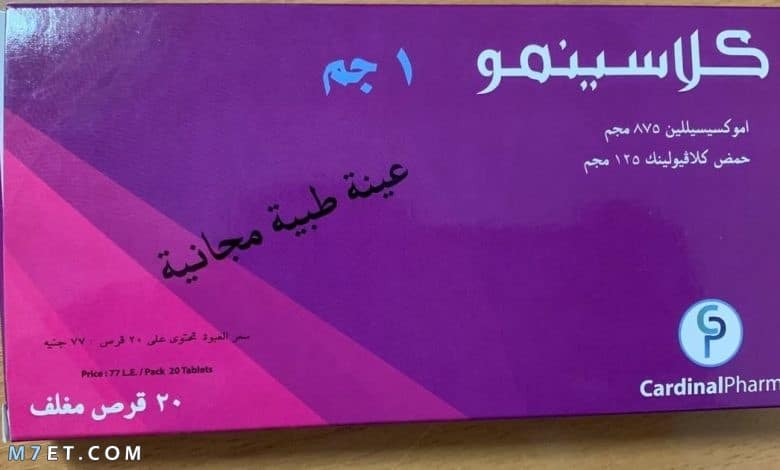 كلاسينمو
١ جم
اموكسيسيللين ٨٧٥ مجم
حمض كلاڤيولينك ١٢٥ مجم
عينة طبية مجانية
سعر العبوة تحتوى على ٢٠ قرص : ٧٧ جنيه
Price : 77 L.E. / Pack 20 Tablets
٢٠ قرص مغلف
CardinalPharm
M7ET.COM